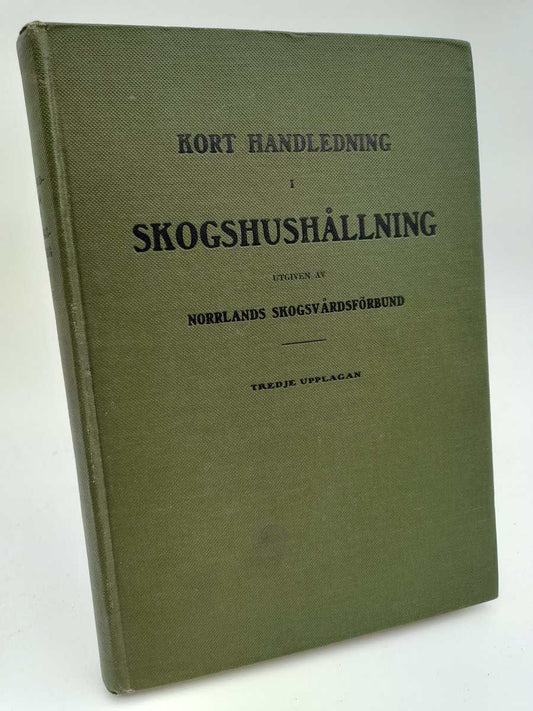 KORT HANDLEDNING
I
SKOGSHUSHÅLLNING
UTGIVEN AV
NORRLANDS SKOGSVÅRDSFÖRBUND
TREDJE UPPLAGAN